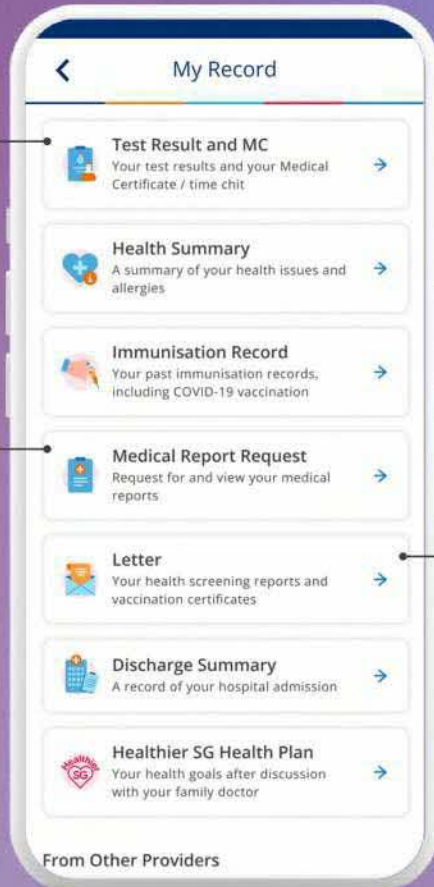 My Record
Test Result and MC
Your test results and your Medical
Certificate / time chit
Health Summary
A summary of your health issues and
allergies
Immunisation Record
Your past immunisation records,
including COVID-19 vaccination
Medical Report Request
Request for and view your medical
reports
Letter
Your health screening reports and
vaccination certificates
Discharge Summary
A record of your hospital admission
Healthier
SG
Healthier SG Health Plan
Your health goals after discussion
with your family doctor
From Other Providers